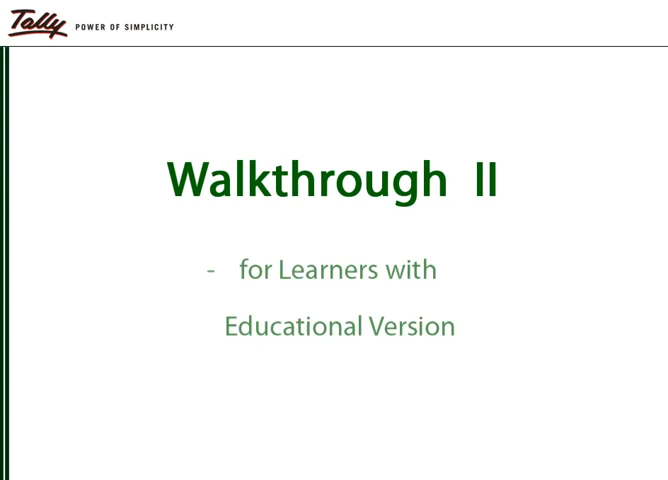 Tally POWER OF SIMPLICITY
Walkthrough II
- for Learners with
Educational Version